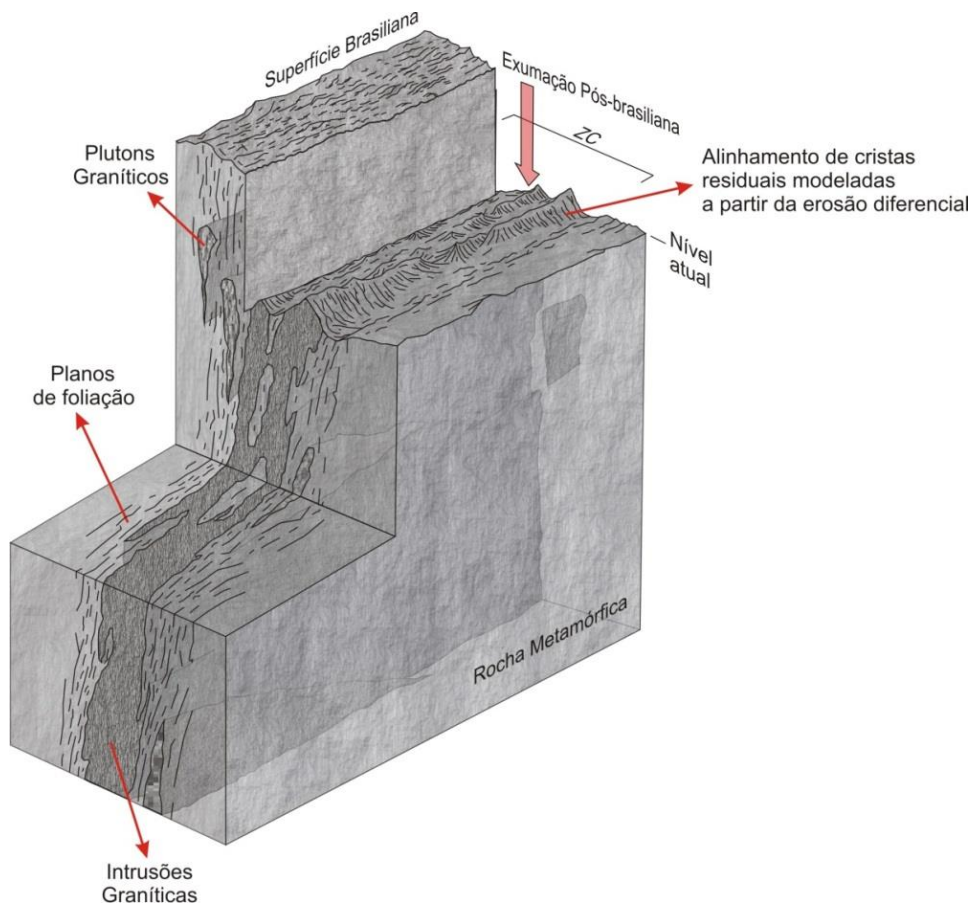 Superfície Brasiliana
Exumação Pós-brasiliana
ZC
Plutons
Graníticos
Alinhamento de cristas
residuais modeladas
a partir da erosão diferencial
Nível
atual
Planos
de foliação
Rocha Metamórfica
Intrusões
Graníticas